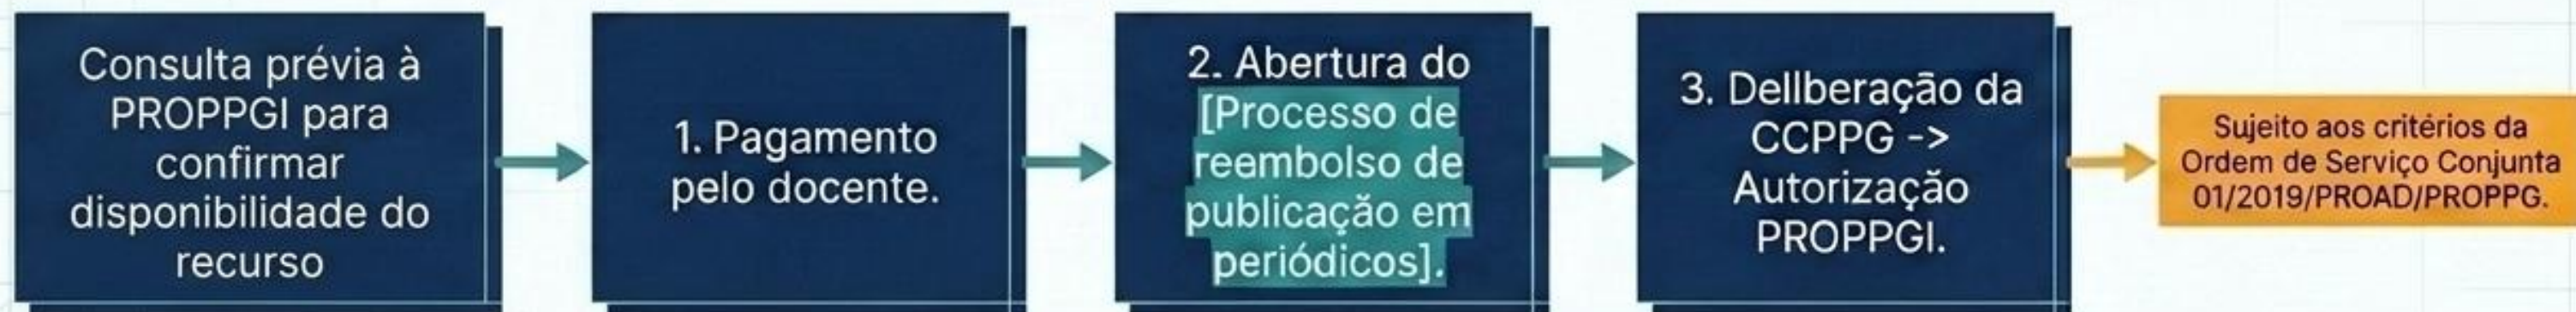 Consulta prévia à
PROPPGI para
confirmar
disponibilidade do
recurso
1. Pagamento
pelo docente.
2. Abertura do
[Processo de
reembolso de
publicação em
periódicos].
3. Dellberação da
CCPPG ->
Autorização
PROPPGI.
Sujeito aos critérios da
Ordem de Serviço Conjunta
01/2019/PROAD/PROPPG.